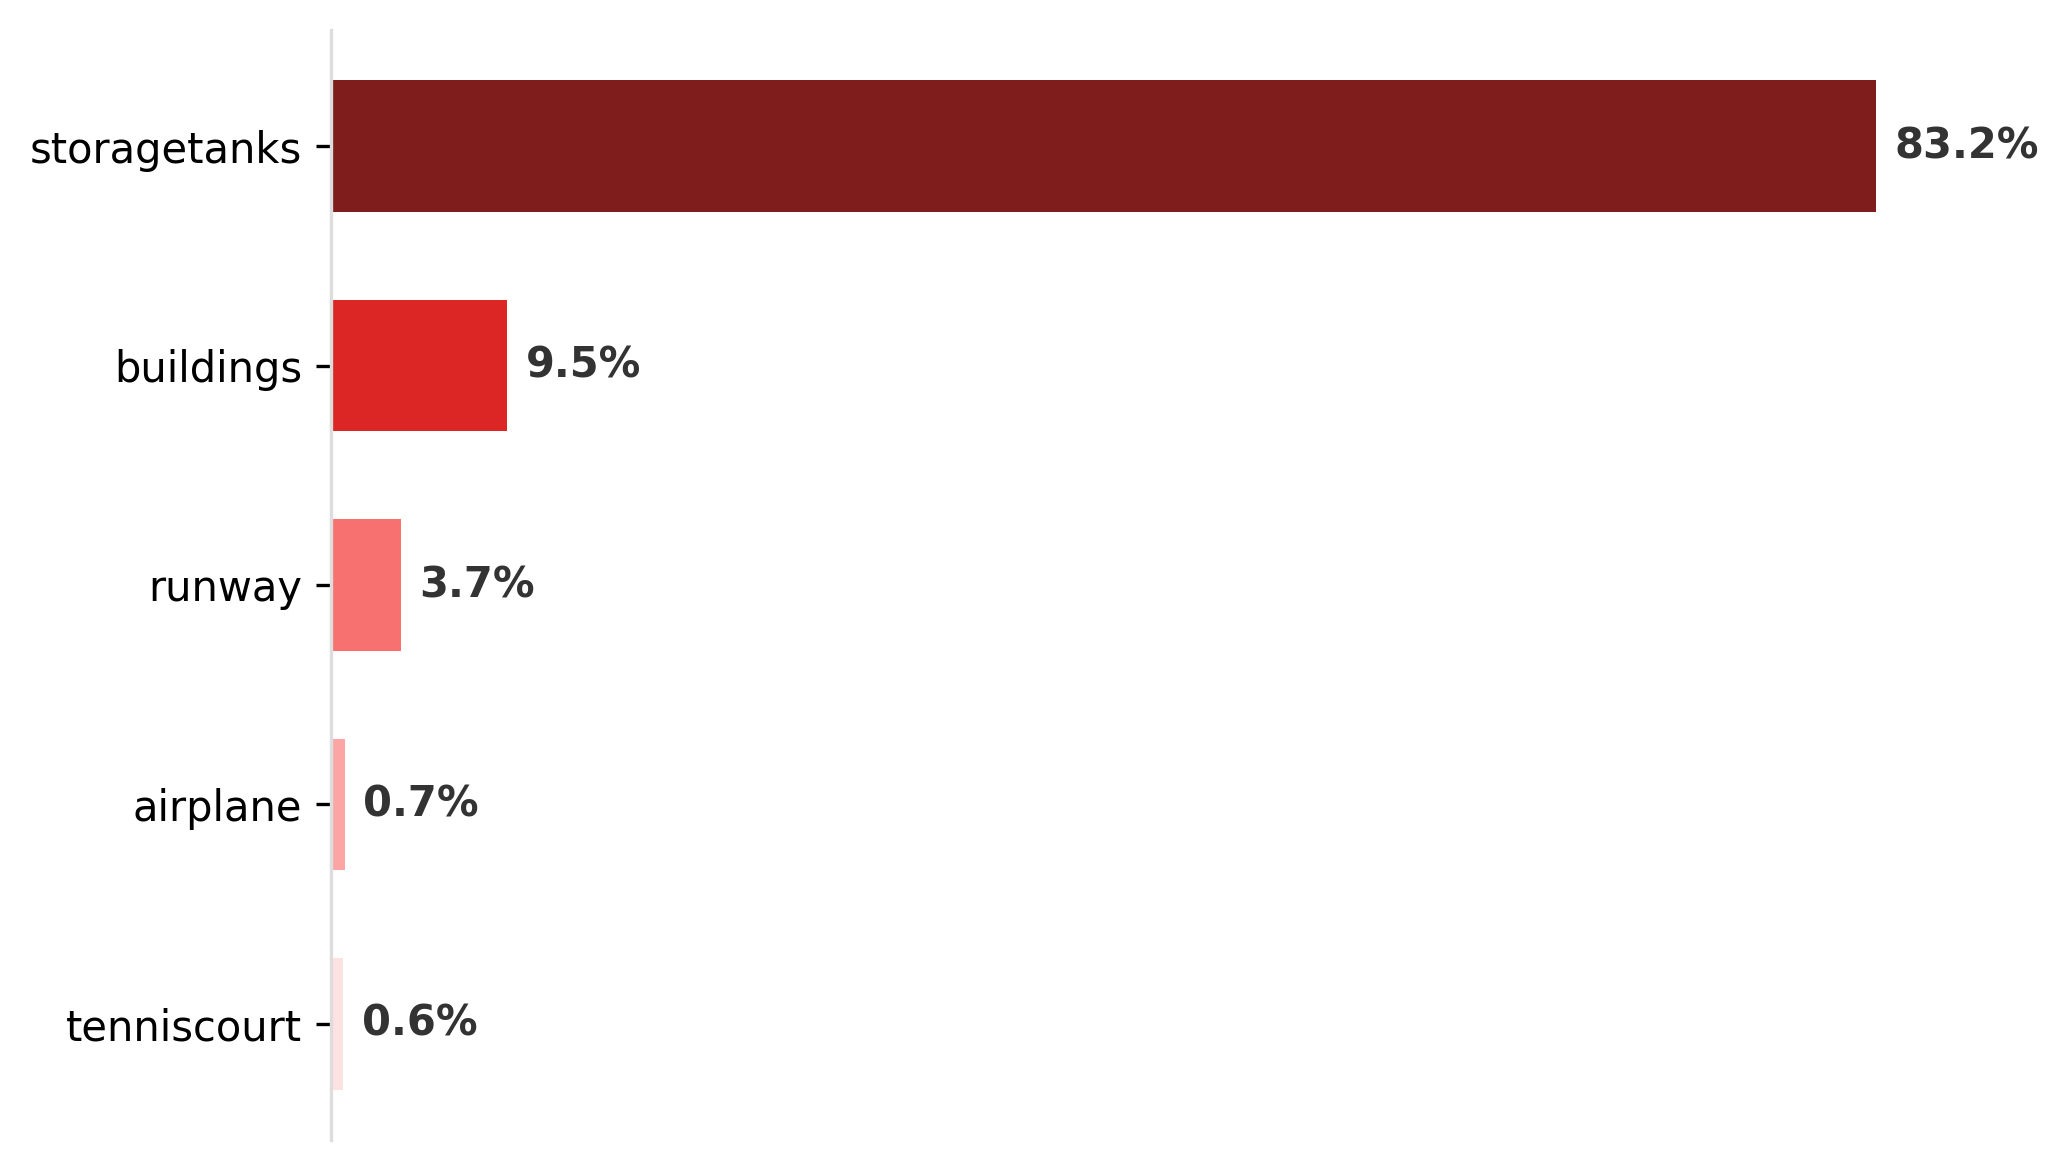 storagetanks 83.2%
buildings 9.5%
runway 3.7%
airplane 0.7%
tenniscourt 0.6%